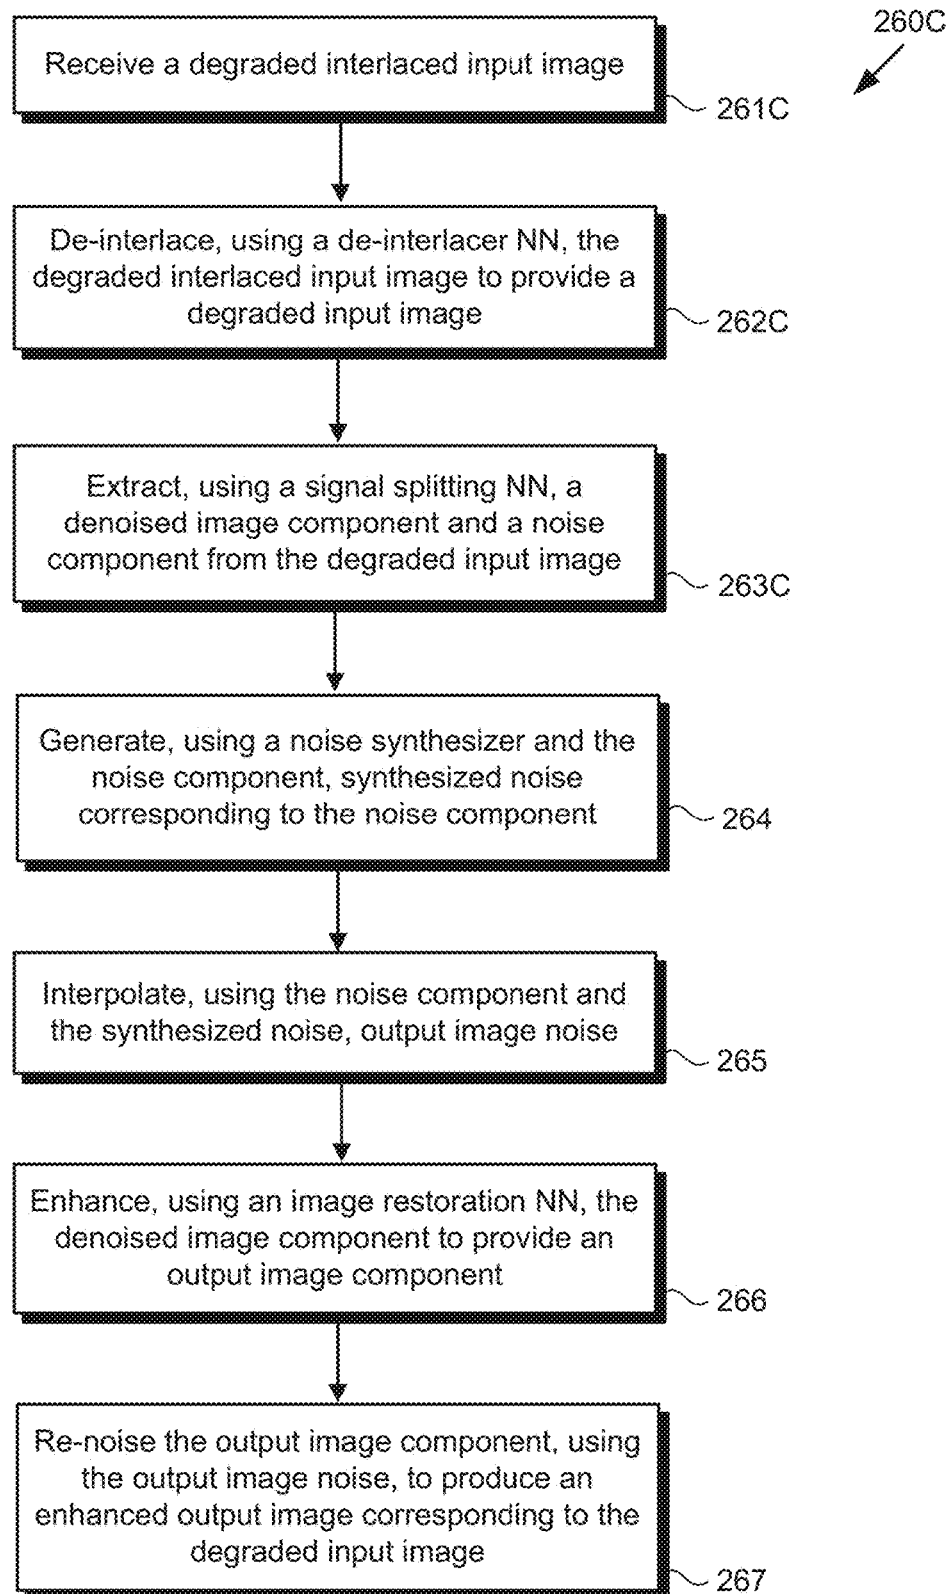 260C
Receive a degraded interlaced input image
261C
De-interlace, using a de-interlacer NN, the
degraded interlaced input image to provide a
degraded input image
262C
Extract, using a signal splitting NN, a
denoised image component and a noise
component from the degraded input image
263C
Generate, using a noise synthesizer and the
noise component, synthesized noise
corresponding to the noise component
264
Interpolate, using the noise component and
the synthesized noise, output image noise
265
Enhance, using an image restoration NN, the
denoised image component to provide an
output image component
266
Re-noise the output image component, using
the output image noise, to produce an
enhanced output image corresponding to the
degraded input image
267